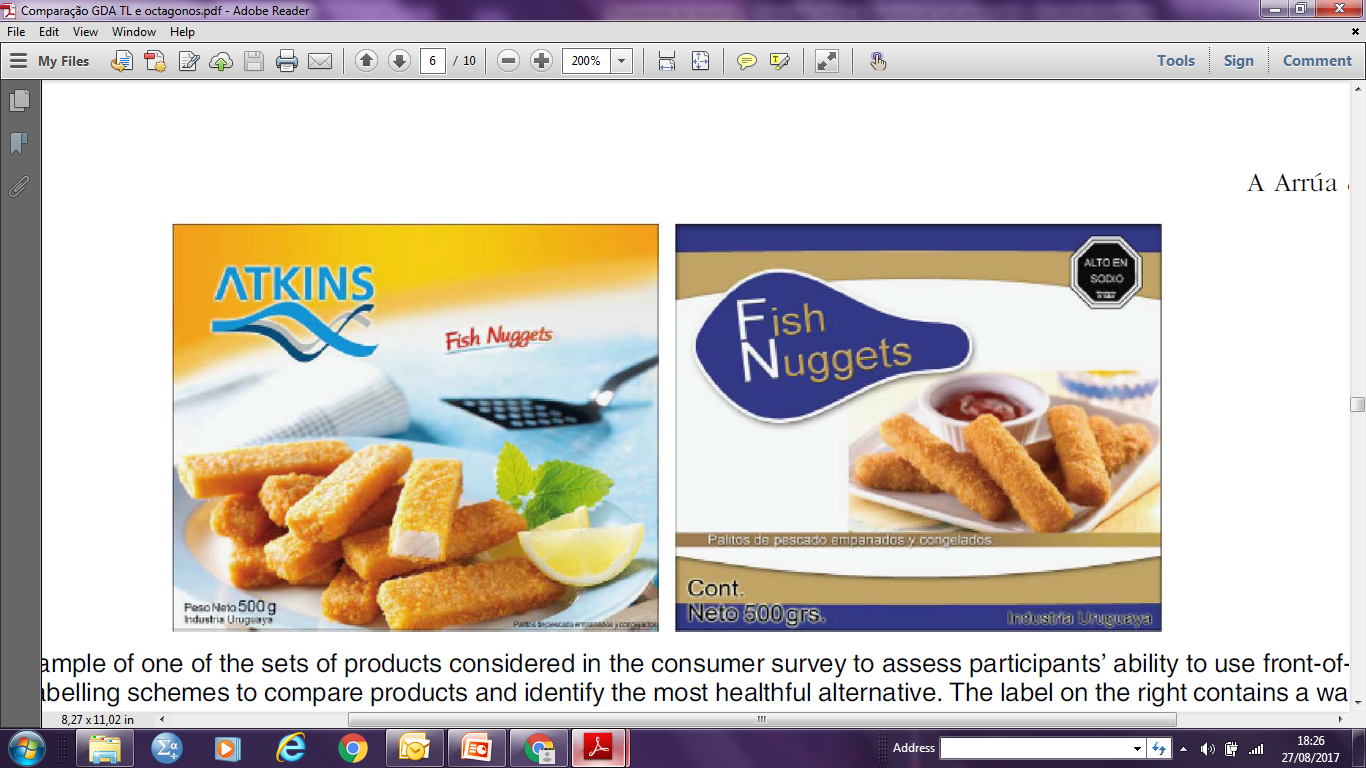 Comparação GDA TL e octagonos.pdf - Adobe Reader
File Edit View Window Help
My Files 6 / 10 200% Tools Sign Comment
A Arrúa
ATKINS
Fish Nuggets
Peso Neto 500 g
Industria Uruguaya
Palitos de pescado empanados y congelados
ALTO EN
SODIO
Fish
Nuggets
Palitos de pescado empanados y congelados
Cont.
Neto 500 grs.
Industria Uruguaya
ample of one of the sets of products considered in the consumer survey to assess participants' ability to use front-of-
abelling schemes to compare products and identify the most healthful alternative. The label on the right contains a wa
8,27 x 11,02 in
Address
18:26
27/08/2017